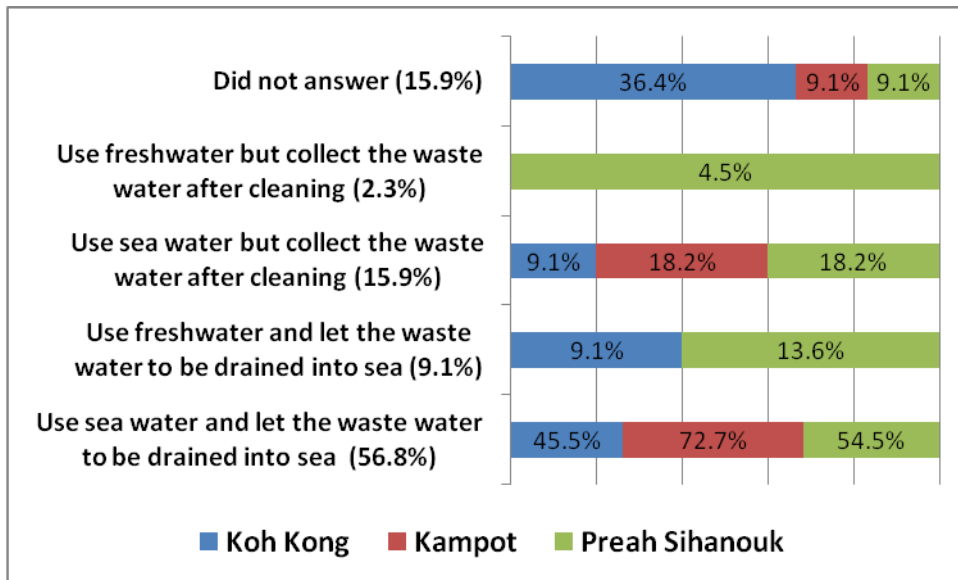 Did not answer (15.9%)
36.4% 9.1% 9.1%
Use freshwater but collect the waste
water after cleaning (2.3%)
4.5%
Use sea water but collect the waste
water after cleaning (15.9%)
9.1% 18.2% 18.2%
Use freshwater and let the waste
water to be drained into sea (9.1%)
9.1% 13.6%
Use sea water and let the waste water
to be drained into sea (56.8%)
45.5% 72.7% 54.5%
Koh Kong Kampot Preah Sihanouk